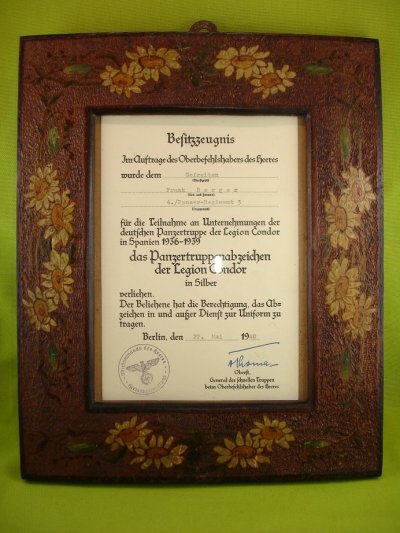 Besitzzeugnis
Im Auftrage des Oberbefehlshabers des Heeres
wurde dem Gefreiten
(Dienstgrad)
Frank Berger
(Vor- und Zuname)
4./Panzer-Regiment 3
(Truppenteil)
für die Teilnahme an Unternehmungen der
deutschen Panzertruppe der Legion Condor
in Spanien 1936-1939
das Panzertruppenabzeichen
der Legion Condor
in Silber
verliehen.
Der Beliehene hat die Berechtigung, das Ab=
zeichen in und außer Dienst zur Uniform zu
tragen.
Berlin, den 22. Mai 1940
Oberst.
General der schnellen Truppen
beim Oberbefehlshaber des Heeres